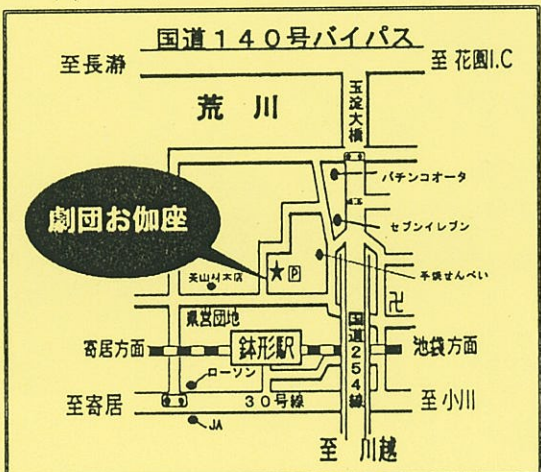 国道140号バイパス
至長瀞
至 花園I.C
荒川
玉淀大橋
パチンコオータ
劇団お伽座
セブンイレブン
P
手焼せんべい
県営団地
卍
寄居方面
鉢形駅
国道254線
池袋方面
ローソン
至寄居
30号線
至小川
JA
至 川越